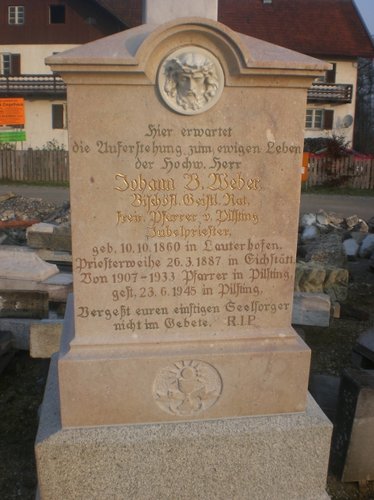 Hier erwartet
die Auferstehung zum ewigen Leben
der Hochw. Herr
Johann B. Weber.
Bischöfl. Geistl. Rat.
freir. Pfarrer v. Pilsting
Jubelpriester.
geb. 10.10.1860 in Lauterhofen.
Priesterweihe 26.3.1887 in Eichstätt
Von 1907-1933 Pfarrer in Pilsting,
gest. 23.6.1945 in Pilsting.
Vergeßt euren einstigen Seelsorger
nicht im Gebete. R.I.P.